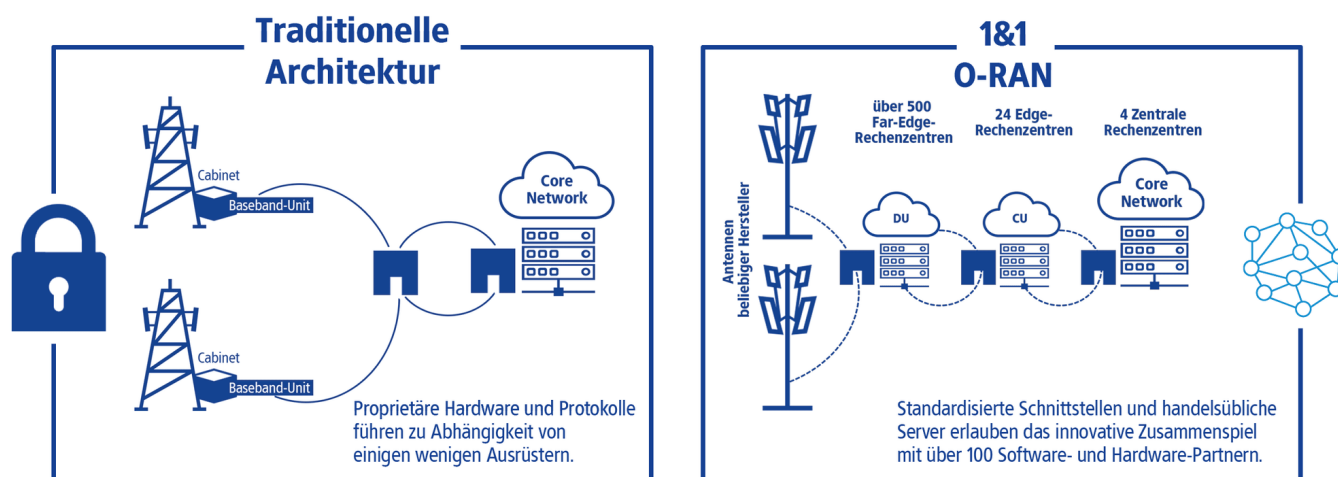 Traditionelle
Architektur
Cabinet
Baseband-Unit
Core
Network
Cabinet
Baseband-Unit
Proprietäre Hardware und Protokolle
führen zu Abhängigkeit von
einigen wenigen Ausrüstern.
1&1
O-RAN
über 500
Far-Edge-
Rechenzentren
24 Edge-
Rechenzentren
4 Zentrale
Rechenzentren
Antennen
beliebiger Hersteller
DU
CU
Core
Network
Standardisierte Schnittstellen und handelsübliche
Server erlauben das innovative Zusammenspiel
mit über 100 Software- und Hardware-Partnern.